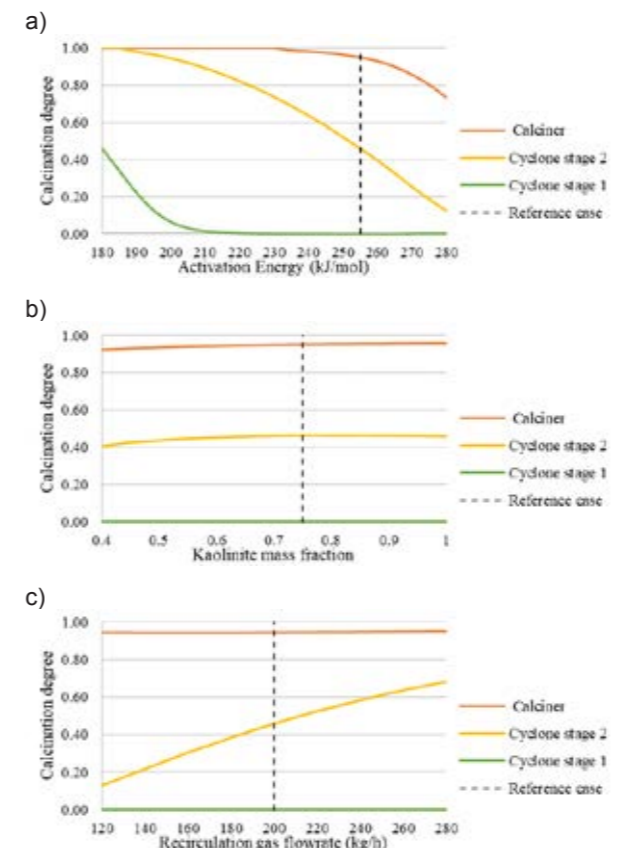 a)
Calcination degree
1.00
0.80
0.60
0.40
0.20
0.00
180 190 200 210 220 230 240 250 260 270 280
Activation Energy (kJ/mol)
Calciner
Cyclone stage 2
Cyclone stage 1
Reference case
b)
Calcination degree
1.00
0.80
0.60
0.40
0.20
0.00
0.4 0.5 0.6 0.7 0.8 0.9 1
Kaolinite mass fraction
Calciner
Cyclone stage 2
Cyclone stage 1
Reference case
c)
Calcination degree
1.00
0.80
0.60
0.40
0.20
0.00
120 140 160 180 200 220 240 260 280
Recirculation gas flowrate (kg/h)
Calciner
Cyclone stage 2
Cyclone stage 1
Reference case